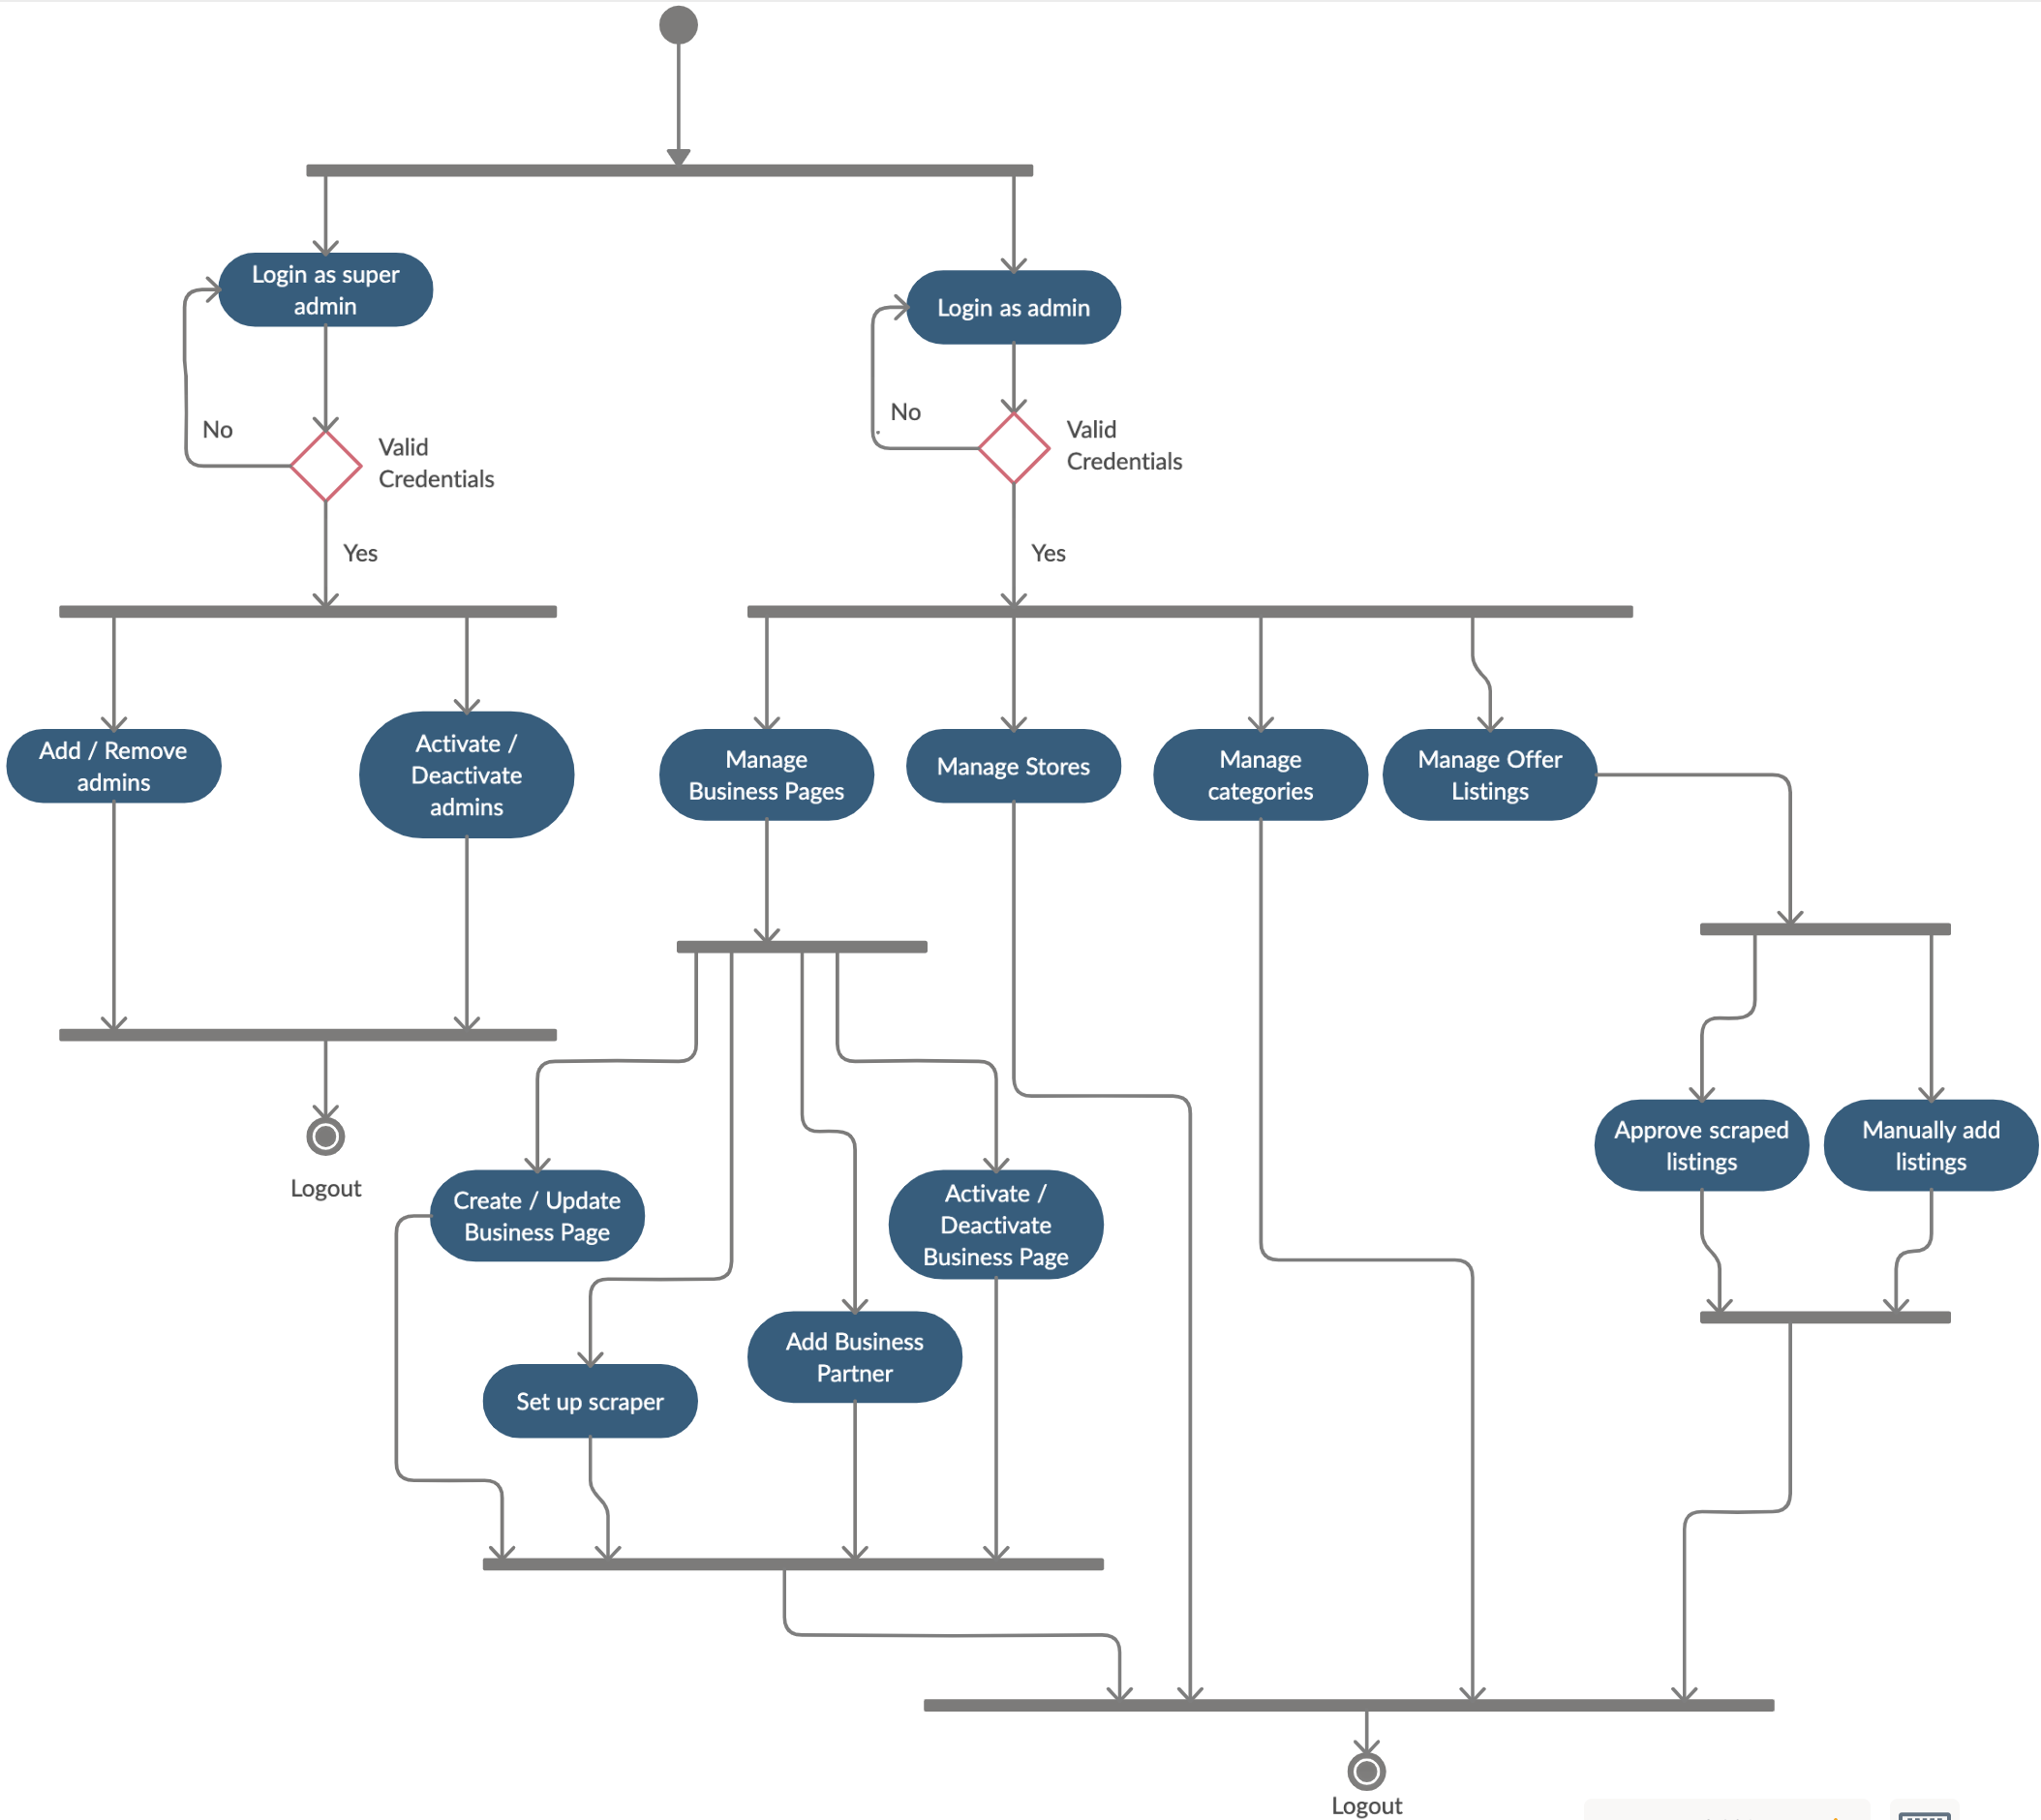 Login as super
admin
Login as admin
No
Valid
Credentials
No
Valid
Credentials
Yes
Yes
Add / Remove
admins
Activate /
Deactivate
admins
Manage
Business Pages
Manage Stores
Manage
categories
Manage Offer
Listings
Approve scraped
listings
Manually add
listings
Logout
Create / Update
Business Page
Activate /
Deactivate
Business Page
Add Business
Partner
Set up scraper
Logout